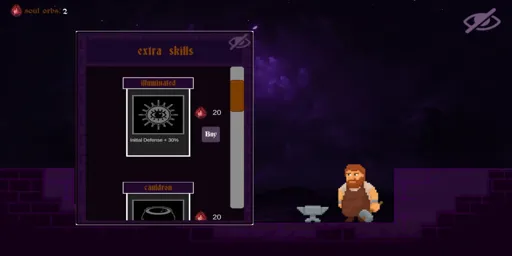 soul orbs: 2
extra skills
illuminated
20
Initial Defense + 30%
Buy
cauldron
20